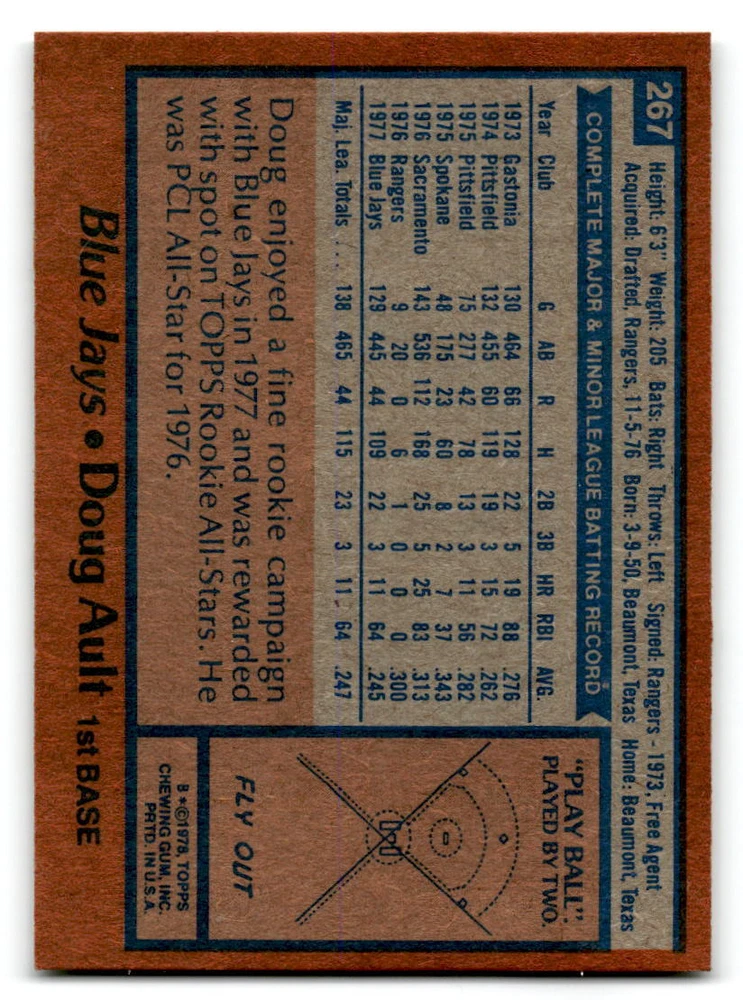 267
Height: 6'3" Weight: 205 Bats: Right Throws: Left Signed: Rangers - 1973, Free Agent
Acquired: Drafted, Rangers, 11-5-76 Born: 3-9-50, Beaumont, Texas Home: Beaumont, Texas
COMPLETE MAJOR & MINOR LEAGUE BATTING RECORD
Year Club G AB R H 2B 3B HR RBI AVG.
1973 Gastonia 130 464 66 128 22 5 19 88 .276
1974 Pittsfield 132 455 60 119 19 3 15 72 .262
1975 Pittsfield 75 277 42 78 13 3 11 56 .282
1975 Spokane 48 175 23 60 8 2 7 37 .343
1976 Sacramento 143 536 112 168 25 5 25 83 .313
1976 Rangers 9 20 0 6 1 0 0 0 .300
1977 Blue Jays 129 445 44 109 22 3 11 64 .245
Maj. Lea. Totals .... 138 465 44 115 23 3 11 64 .247
Doug enjoyed a fine rookie campaign
with Blue Jays in 1977 and was rewarded
with spot on TOPPS Rookie All-Stars. He
was PCL All-Star for 1976.
"PLAY BALL"
PLAYED BY TWO.
FLY OUT
B *©1978, TOPPS
CHEWING GUM, INC.
PRTD. IN U.S.A.
Blue Jays • Doug Ault 1st BASE